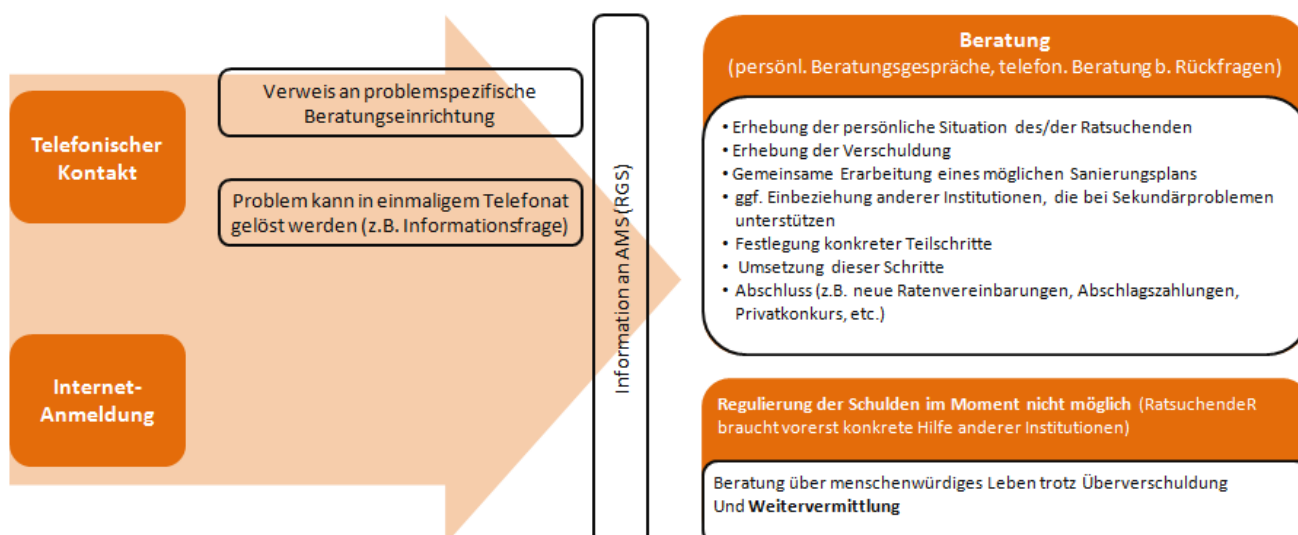 Telefonischer
Kontakt
Verweis an problemspezifische
Beratungseinrichtung
Problem kann in einmaligem Telefonat
gelöst werden (z.B. Informationsfrage)
Internet-
Anmeldung
Information an AMS (RGS)
Beratung
(persönl. Beratungsgespräche, telefon. Beratung b. Rückfragen)
• Erhebung der persönliche Situation des/der Ratsuchenden
• Erhebung der Verschuldung
• Gemeinsame Erarbeitung eines möglichen Sanierungsplans
• ggf. Einbeziehung anderer Institutionen, die bei Sekundärproblemen
unterstützen
• Festlegung konkreter Teilschritte
• Umsetzung dieser Schritte
• Abschluss (z.B. neue Ratenvereinbarungen, Abschlagszahlungen,
Privatkonkurs, etc.)
Regulierung der Schulden im Moment nicht möglich (RatsuchendeR
braucht vorerst konkrete Hilfe anderer Institutionen)
Beratung über menschenwürdiges Leben trotz Überverschuldung
Und Weitervermittlung